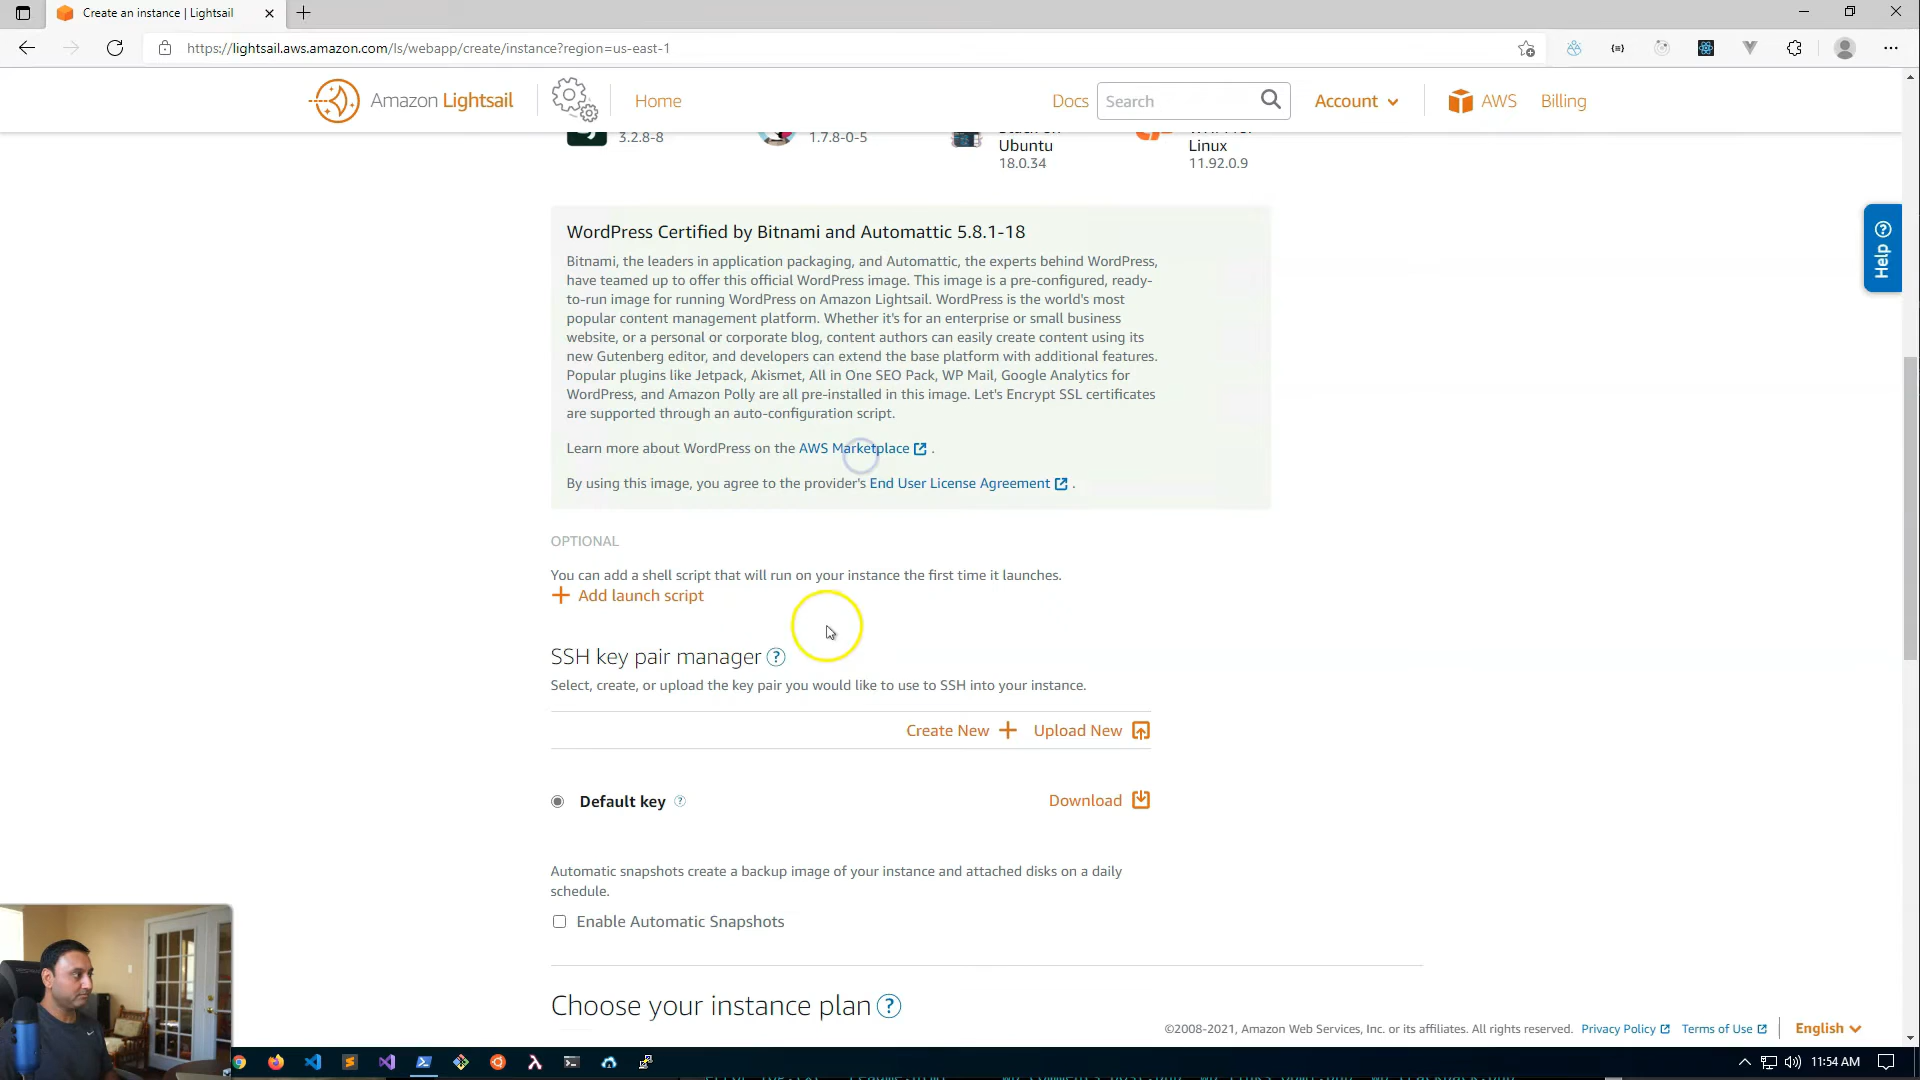 Create an instance | Lightsail
https://lightsail.aws.amazon.com/ls/webapp/create/instance?region=us-east-1
Amazon Lightsail
Home
Docs
Search
Account
AWS
Billing
3.2.8-8
1.7.8-0-5
Ubuntu
18.0.34
Linux
11.92.0.9
Help
WordPress Certified by Bitnami and Automattic 5.8.1-18
Bitnami, the leaders in application packaging, and Automattic, the experts behind WordPress,
have teamed up to offer this official WordPress image. This image is a pre-configured, ready-
to-run image for running WordPress on Amazon Lightsail. WordPress is the world's most
popular content management platform. Whether it's for an enterprise or small business
website, or a personal or corporate blog, content authors can easily create content using its
new Gutenberg editor, and developers can extend the base platform with additional features.
Popular plugins like Jetpack, Akismet, All in One SEO Pack, WP Mail, Google Analytics for
WordPress, and Amazon Polly are all pre-installed in this image. Let's Encrypt SSL certificates
are supported through an auto-configuration script.
Learn more about WordPress on the AWS Marketplace .
By using this image, you agree to the provider's End User License Agreement .
OPTIONAL
You can add a shell script that will run on your instance the first time it launches.
+ Add launch script
SSH key pair manager ?
Select, create, or upload the key pair you would like to use to SSH into your instance.
Create New +
Upload New
Default key ?
Download
Automatic snapshots create a backup image of your instance and attached disks on a daily
schedule.
Enable Automatic Snapshots
Choose your instance plan ?
©2008-2021, Amazon Web Services, Inc. or its affiliates. All rights reserved.
Privacy Policy
Terms of Use
English
11:54 AM